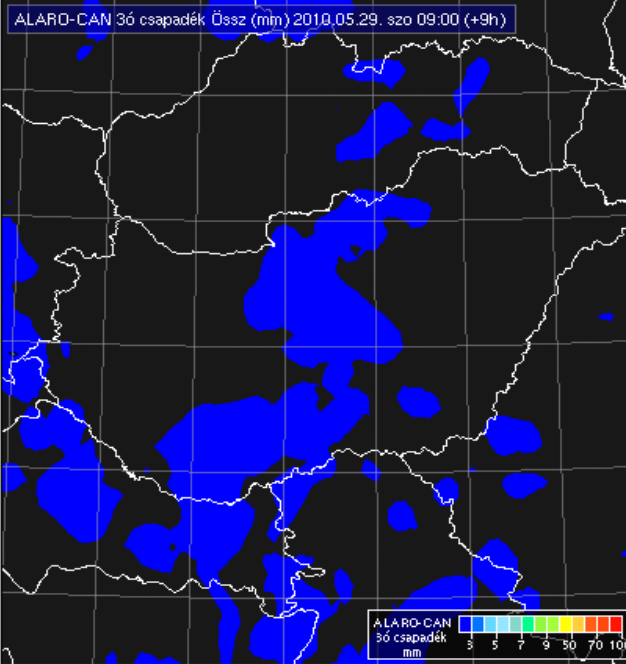 ALARO-CAN 3ó csapadék Össz (mm) 2010.05.29. szo 09:00 (+9h)
ALARO-CAN
3ó csapadék
mm
3 5 7 9 50 70 100